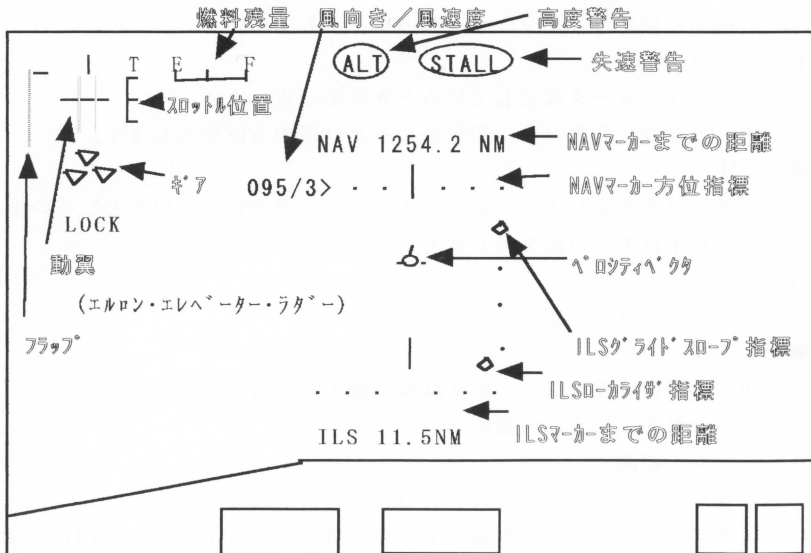 燃料残量 風向き/風速度 高度警告
T E F ALT STALL 失速警告
スロットル位置
NAV 1254.2 NM NAVマーカーまでの距離
ギア 095/3> NAVマーカー方位指標
LOCK
動翼 ベロシティベクタ
(エルロン・エレベーター・ラダー)
フラップ ILSグライドスロープ指標
ILSローカライザ指標
ILS 11.5NM ILSマーカーまでの距離